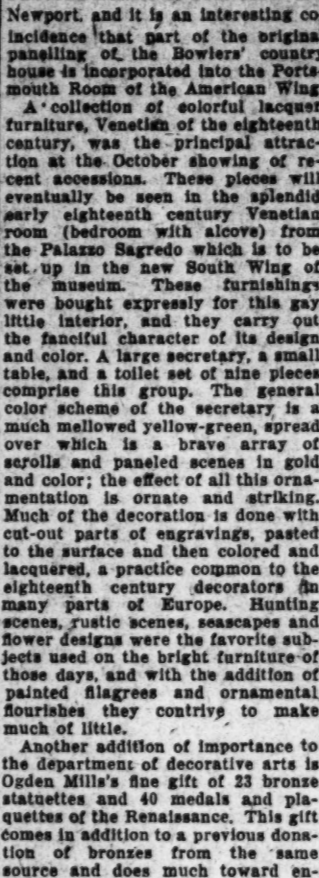 Newport, and it is an interesting co
incidence that part of the origina
panelling of the Bowlers' country
house is incorporated into the Ports-
mouth Room of the American Wing
A collection of colorful lacquer
furniture, Venetian of the eighteenth
century, was the principal attrac-
tion at the October showing of re-
cent accessions. These pieces will
eventually be seen in the splendid
early eighteenth century Venetian
room (bedroom with alcove) from
the Palazzo Sagredo which is to be
set up in the new South Wing of
the museum. These furnishings
were bought expressly for this gay
little interior, and they carry out
the fanciful character of its design
and color. A large secretary, a small
table, and a toilet set of nine pieces
comprise this group. The general
color scheme of the secretary is a
much mellowed yellow-green, spread
over which is a brave array of
scrolls and paneled scenes in gold
and color; the effect of all this orna-
mentation is ornate and striking.
Much of the decoration is done with
cut-out parts of engravings, pasted
to the surface and then colored and
lacquered, a practice common to the
eighteenth century decorators in
many parts of Europe. Hunting
scenes, rustic scenes, seascapes and
flower designs were the favorite sub-
jects used on the bright furniture of
those days, and with the addition of
painted filagrees and ornamental
flourishes they contrive to make
much of little.
Another addition of importance to
the department of decorative arts is
Ogden Mills's fine gift of 23 bronze
statuettes and 40 medals and pla-
quettes of the Renaissance. This gift
comes in addition to a previous dona-
tion of bronzes from the same
source and does much toward en-